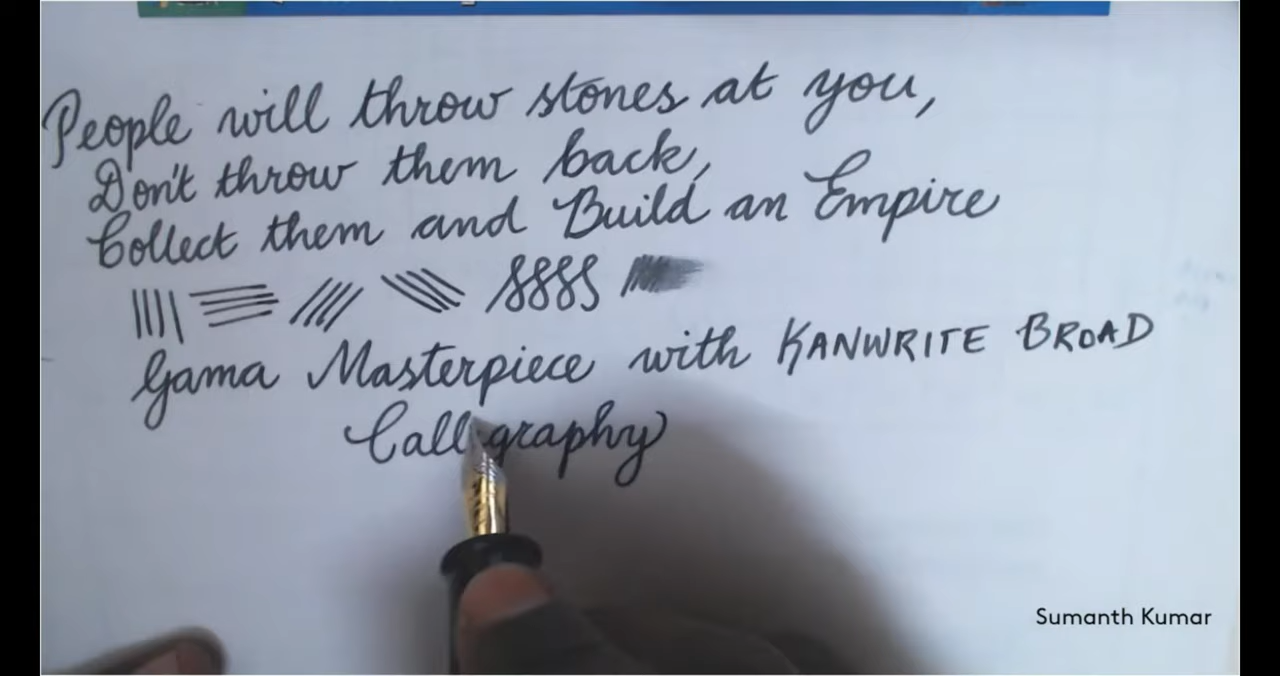 People will throw stones at you,
Don't throw them back,
Collect them and Build an Empire
Gama Masterpiece with KANWRITE BROAD
Calligraphy
Sumanth Kumar